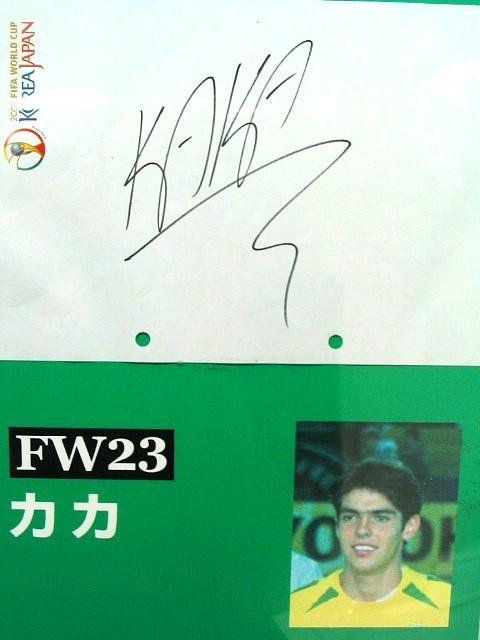 2002 FIFA WORLD CUP
KOREA JAPAN
KAKA
FW23
カカ